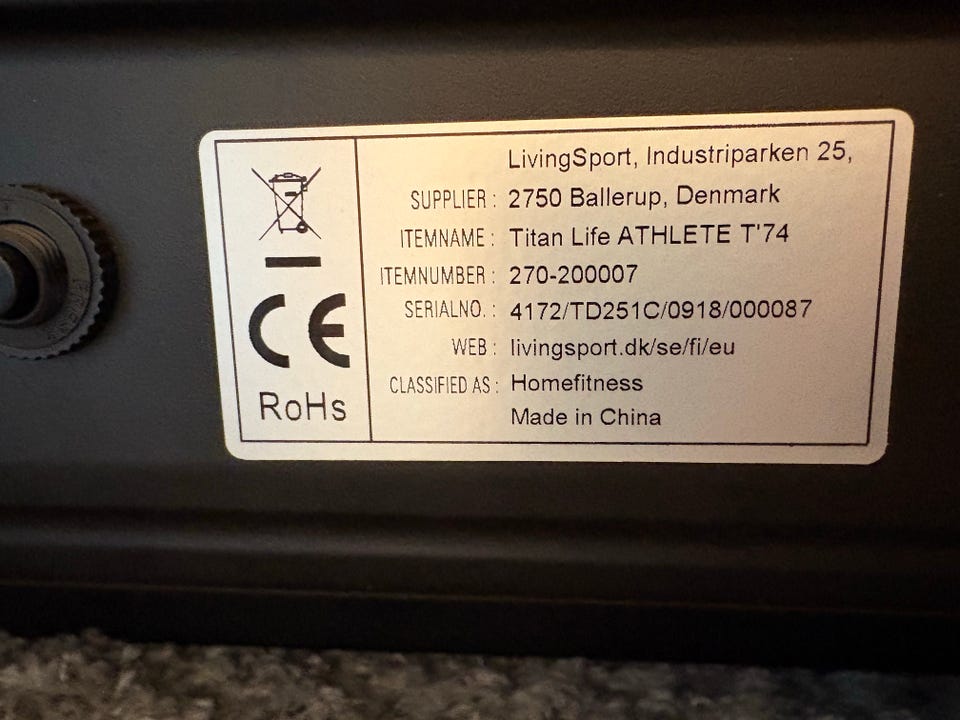 LivingSport, Industriparken 25,
SUPPLIER : 2750 Ballerup, Denmark
ITEMNAME : Titan Life ATHLETE T'74
ITEMNUMBER : 270-200007
SERIALNO. : 4172/TD251C/0918/000087
WEB : livingsport.dk/se/fi/eu
CLASSIFIED AS : Homefitness
Made in China
CE
RoHs